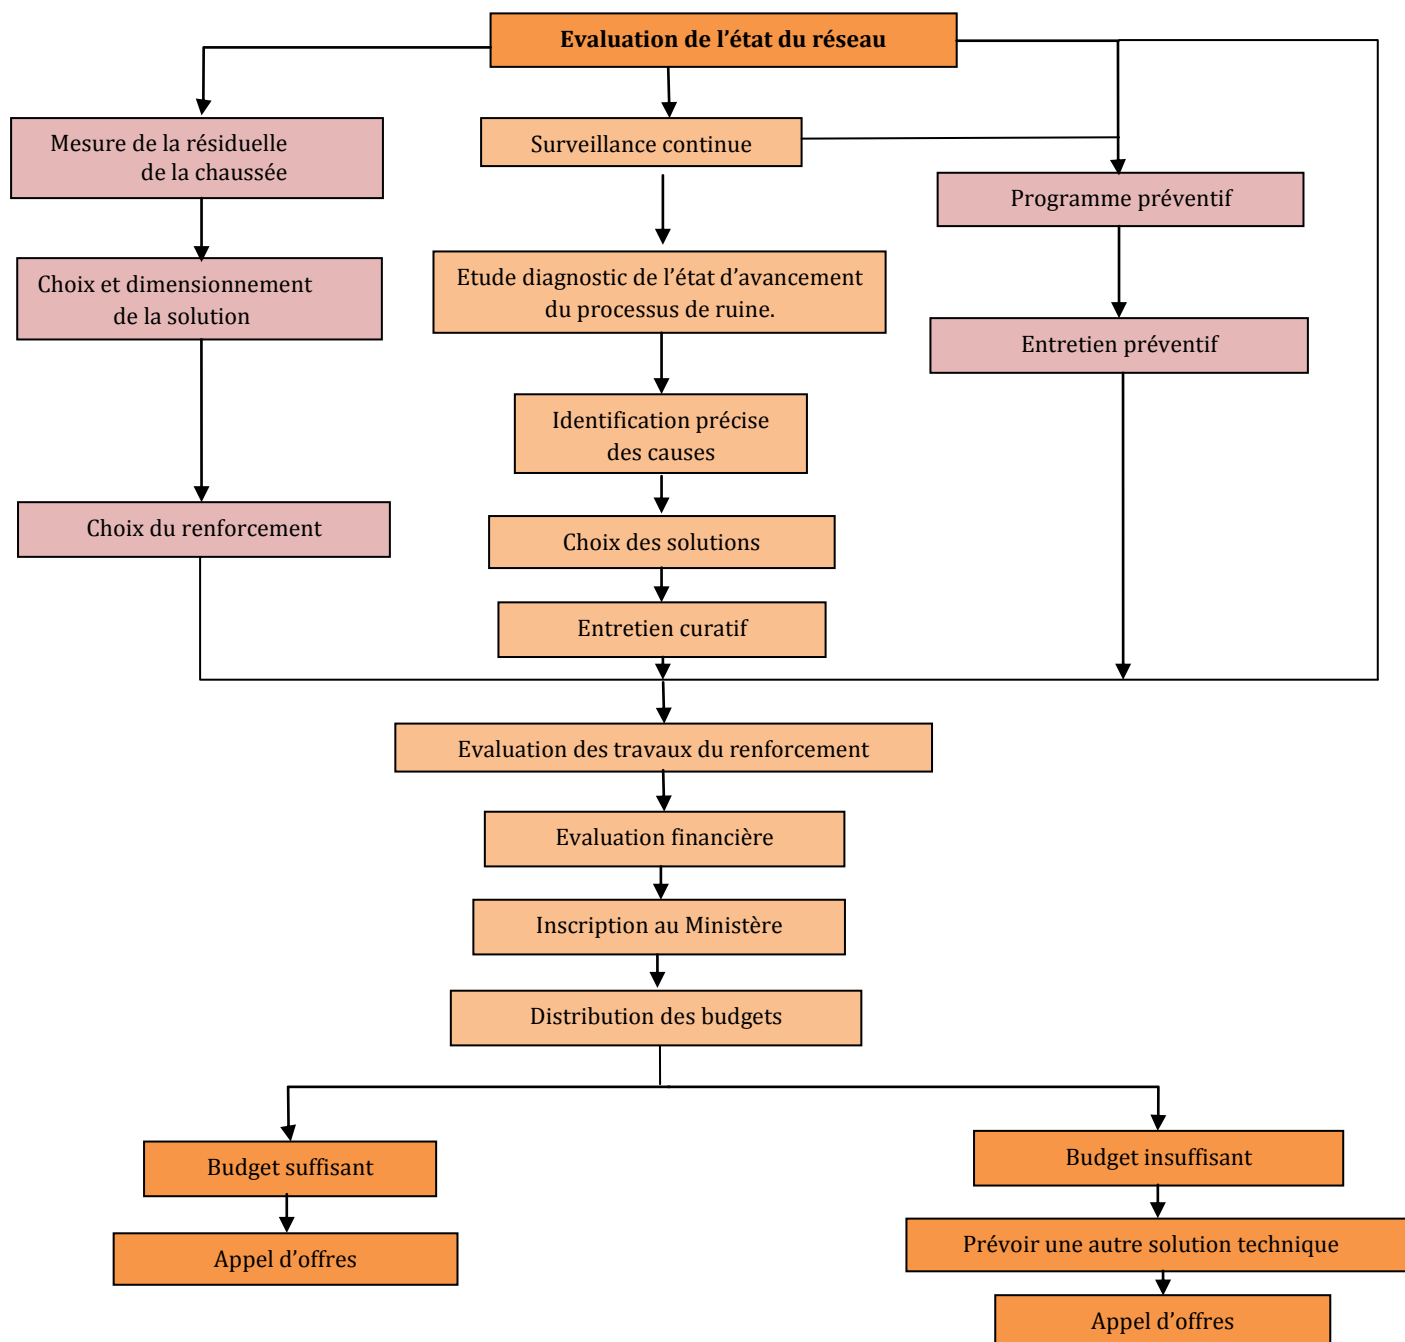 Evaluation de l'état du réseau
Mesure de la résiduelle
de la chaussée
Surveillance continue
Programme préventif
Choix et dimensionnement
de la solution
Etude diagnostic de l'état d'avancement
du processus de ruine.
Entretien préventif
Identification précise
des causes
Choix du renforcement
Choix des solutions
Entretien curatif
Evaluation des travaux du renforcement
Evaluation financière
Inscription au Ministère
Distribution des budgets
Budget suffisant
Budget insuffisant
Appel d'offres
Prévoir une autre solution technique
Appel d'offres